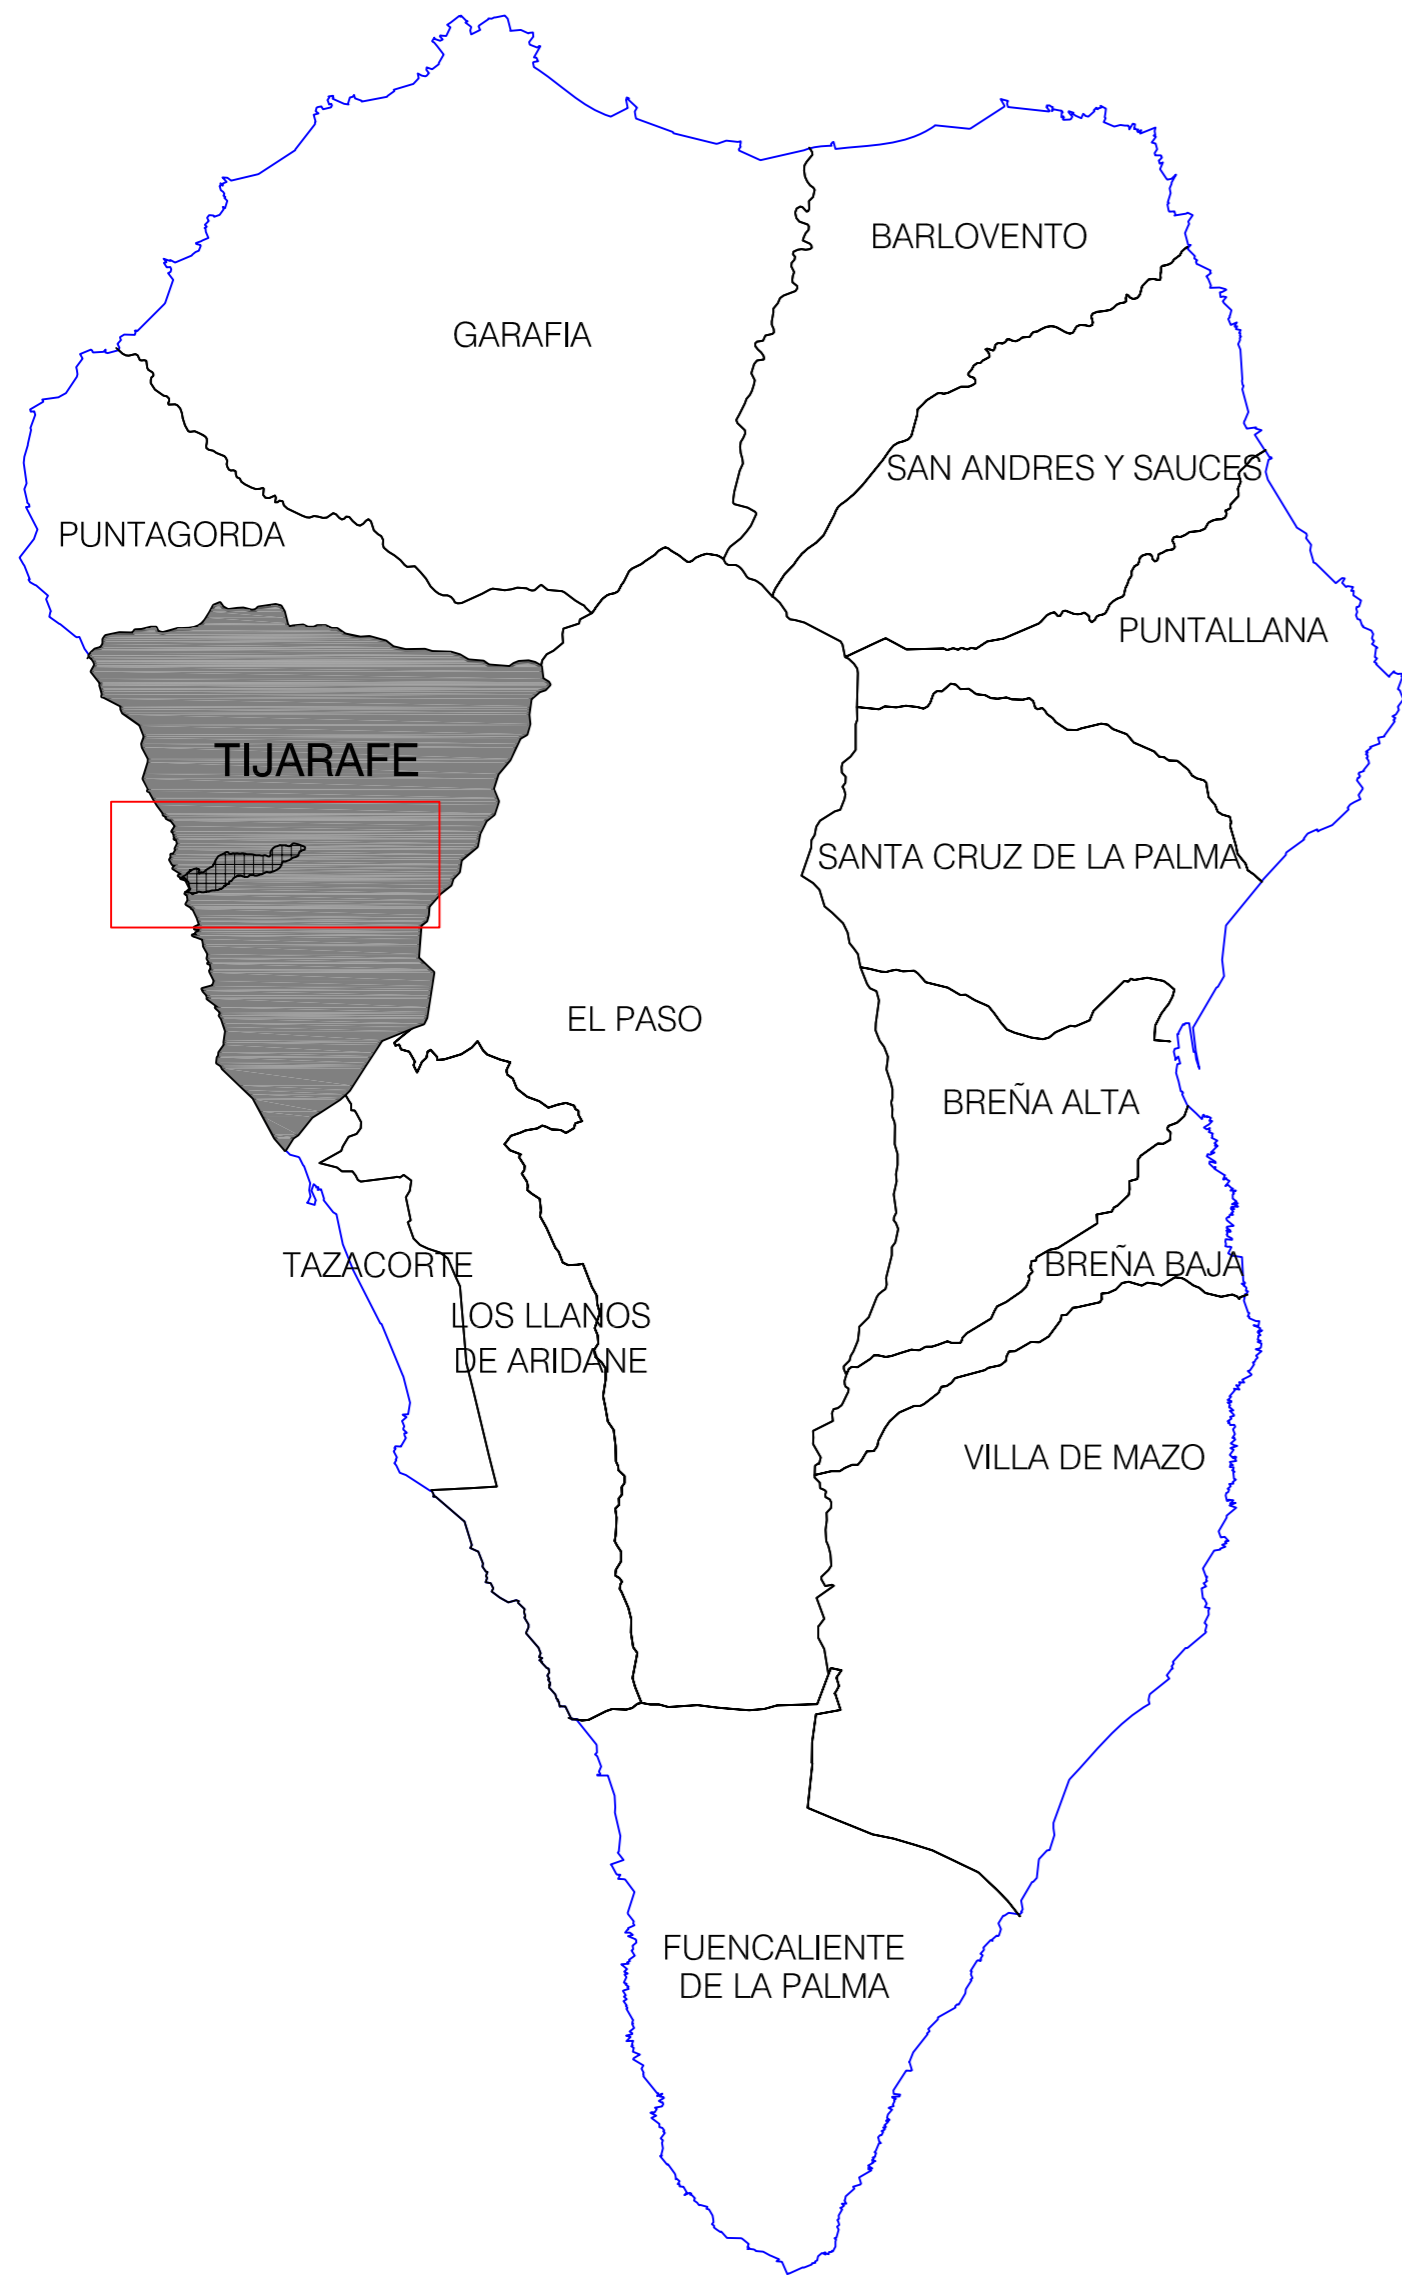 BARLOVENTO
GARAFIA
SAN ANDRES Y SAUCES
PUNTAGORDA
PUNTALLANA
TIJARAFE
SANTA CRUZ DE LA PALMA
EL PASO
BREÑA ALTA
TAZACORTE
BREÑA BAJA
LOS LLANOS
DE ARIDANE
VILLA DE MAZO
FUENCALIENTE
DE LA PALMA